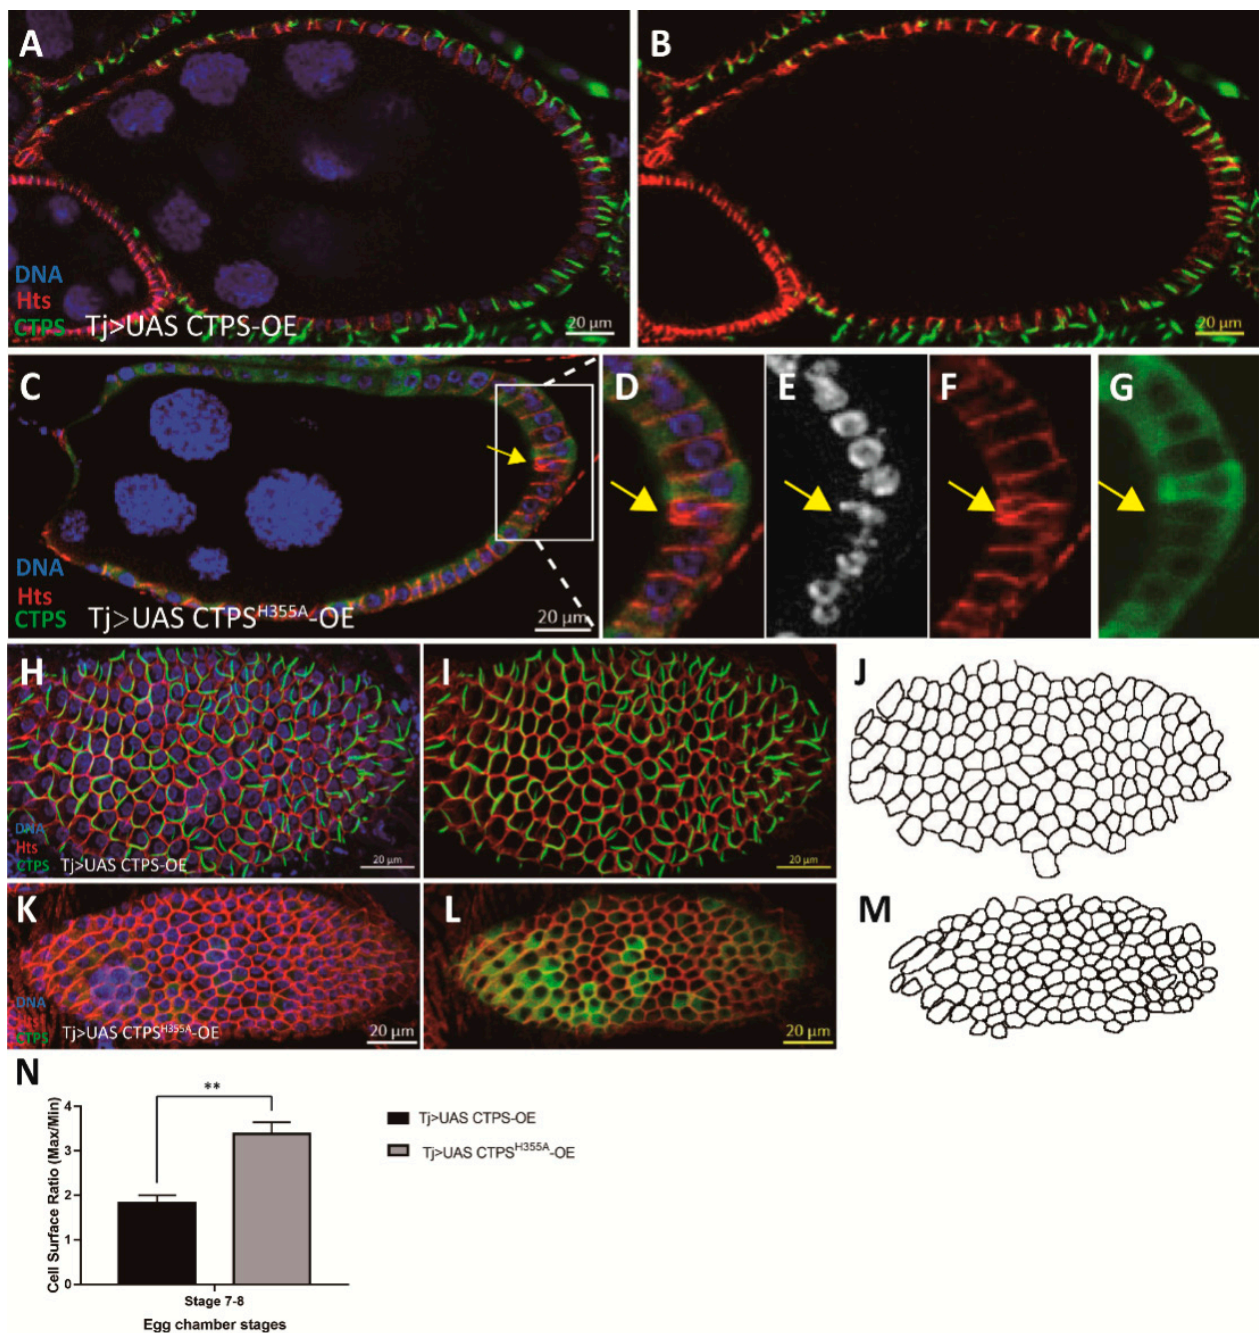 A
B
DNA
Hts
CTPS Tj>UAS CTPS-OE
20 µm
20 µm
C
D
E
F
G
DNA
Hts
CTPS Tj>UAS CTPS^H355A-OE
20 µm
H
I
J
DNA
Hts
CTPS Tj>UAS CTPS-OE
20 µm
20 µm
K
L
M
DNA
Hts
CTPS Tj>UAS CTPS^H355A-OE
20 µm
20 µm
N
**
Cell Surface Ratio (Max/Min)
4
3
2
1
0
Stage 7-8
Egg chamber stages
Tj>UAS CTPS-OE
Tj>UAS CTPS^H355A-OE